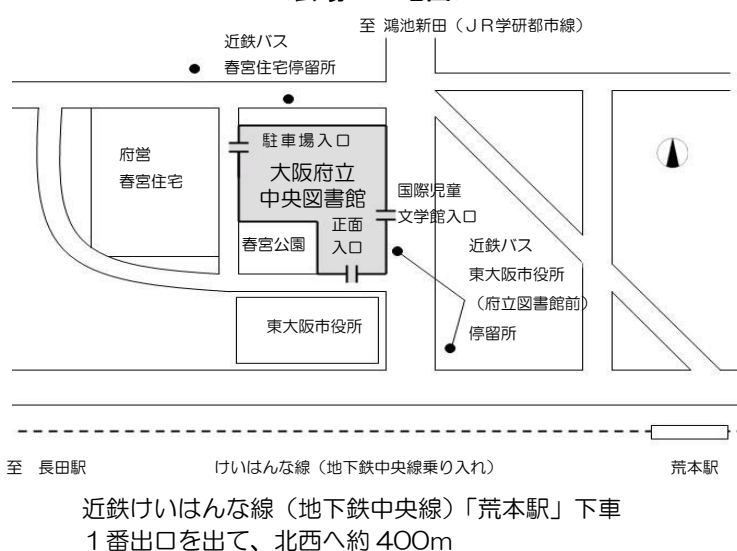 至 鴻池新田（ＪＲ学研都市線）
近鉄バス
春宮住宅停留所
駐車場入口
府営
春宮住宅
大阪府立
中央図書館
国際児童
文学館入口
正面
入口
春宮公園
近鉄バス
東大阪市役所
（府立図書館前）
停留所
東大阪市役所
至 長田駅
けいはんな線（地下鉄中央線乗り入れ）
荒本駅
近鉄けいはんな線（地下鉄中央線）「荒本駅」下車
１番出口を出て、北西へ約 400m